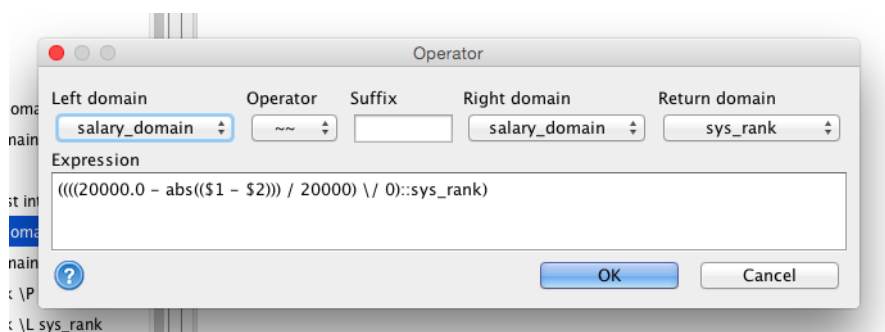 Operator
Left domain Operator Suffix Right domain Return domain
salary_domain ~~ salary_domain sys_rank
Expression
((((20000.0 - abs(($1 - $2))) / 20000) \/ 0)::sys_rank)
? OK Cancel
\P
\L sys_rank